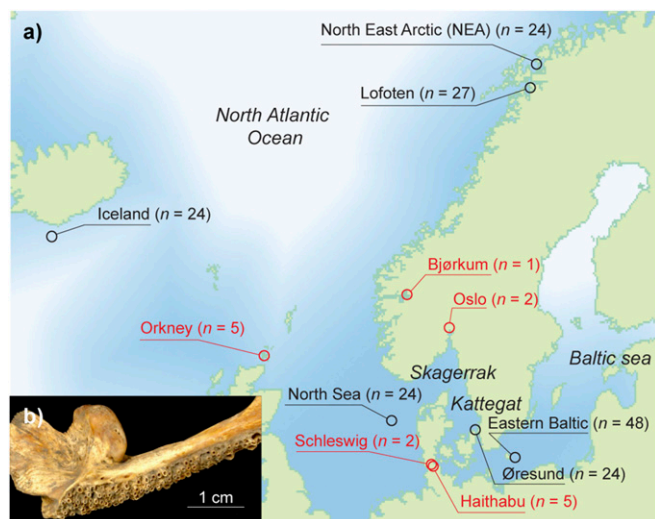 a)
North East Arctic (NEA) (n = 24)
Lofoten (n = 27)
North Atlantic
Ocean
Iceland (n = 24)
Bjørkum (n = 1)
Oslo (n = 2)
Orkney (n = 5)
Skagerrak
Baltic sea
North Sea (n = 24)
Kattegat
Eastern Baltic (n = 48)
b)
Schleswig (n = 2)
Øresund (n = 24)
1 cm
Haithabu (n = 5)